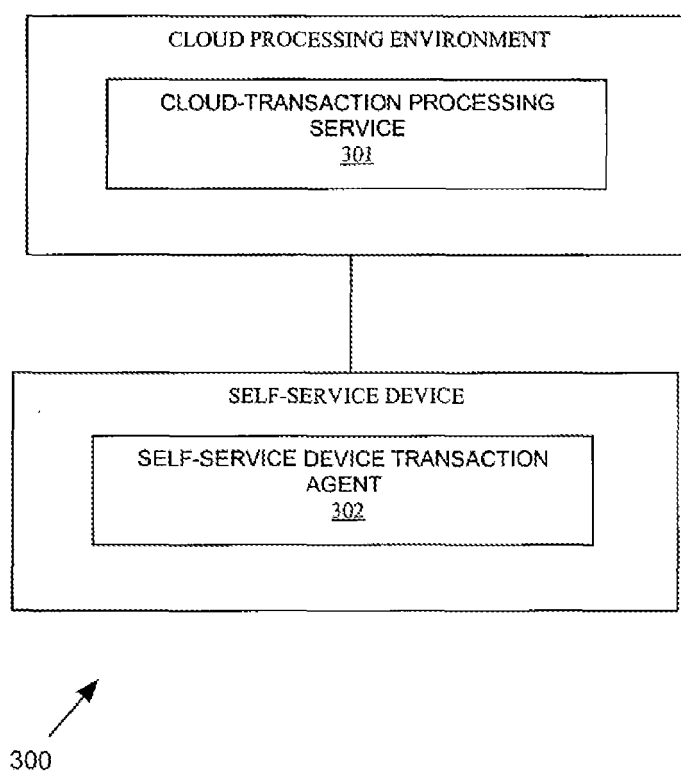 CLOUD PROCESSING ENVIRONMENT
CLOUD-TRANSACTION PROCESSING
SERVICE
301
SELF-SERVICE DEVICE
SELF-SERVICE DEVICE TRANSACTION
AGENT
302
300